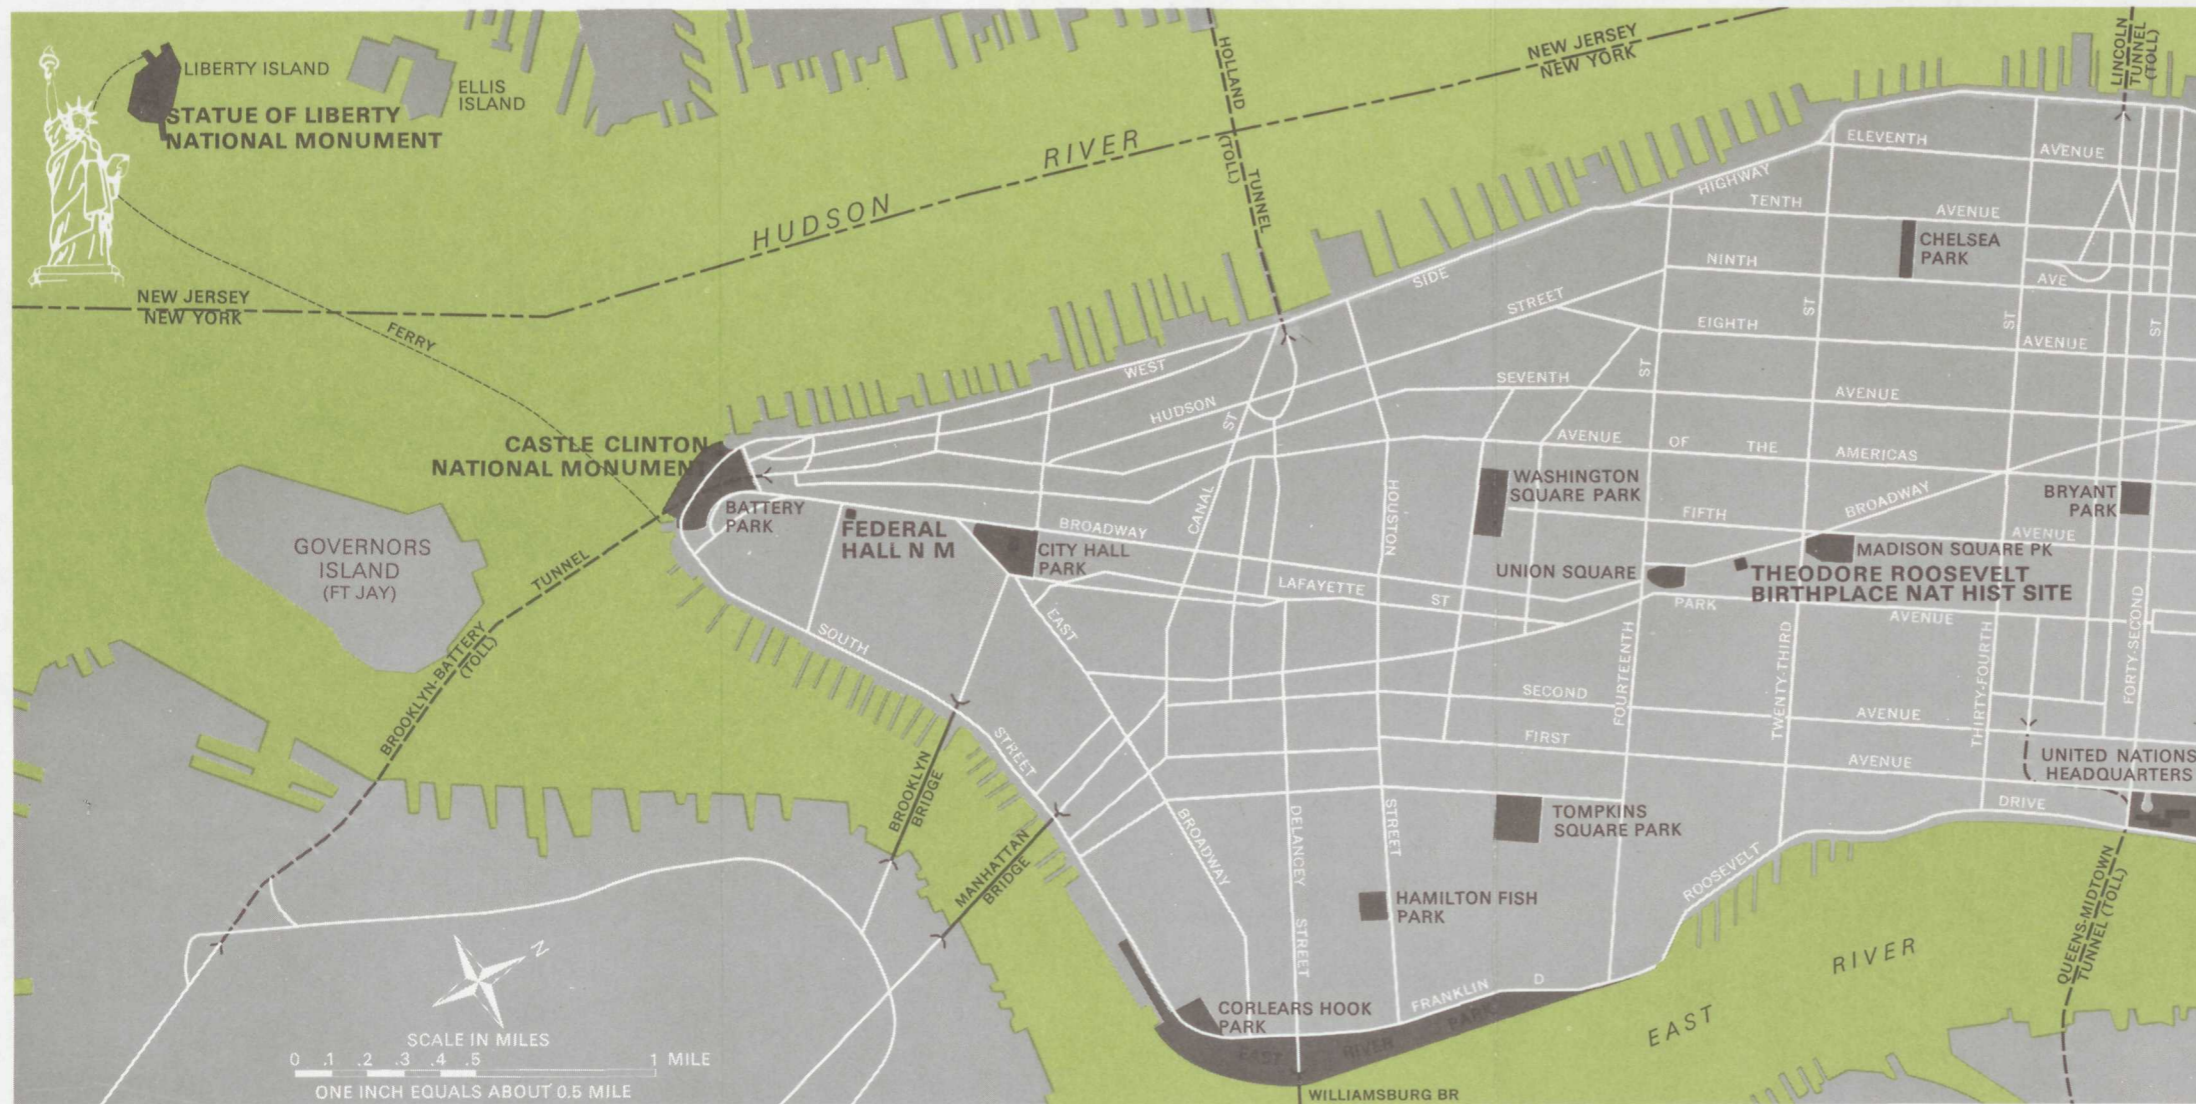 LIBERTY ISLAND
STATUE OF LIBERTY
NATIONAL MONUMENT
ELLIS
ISLAND
HOLLAND
(TOLL)
TUNNEL
NEW JERSEY
NEW YORK
LINCOLN
TUNNEL
(TOLL)
HUDSON RIVER
NEW JERSEY
NEW YORK
FERRY
WEST SIDE HIGHWAY
ELEVENTH AVENUE
TENTH AVENUE
CHELSEA
PARK
NINTH AVE
HUDSON STREET
EIGHTH AVENUE
SEVENTH AVENUE
AVENUE OF THE AMERICAS
ST
ST
ST
ST
CANAL ST
HOUSTON
CASTLE CLINTON
NATIONAL MONUMENT
BATTERY
PARK
FEDERAL
HALL N M
CITY HALL
PARK
BROADWAY
WASHINGTON
SQUARE PARK
BROADWAY
BRYANT
PARK
FIFTH AVENUE
MADISON SQUARE PK
UNION SQUARE
THEODORE ROOSEVELT
BIRTHPLACE NAT HIST SITE
LAFAYETTE ST
PARK AVENUE
GOVERNORS
ISLAND
(FT JAY)
BROOKLYN-BATTERY TUNNEL
(TOLL)
SOUTH STREET
EAST BROADWAY
SECOND AVENUE
FIRST AVENUE
FOURTEENTH
TWENTY-THIRD
THIRTY-FOURTH
FORTY-SECOND
UNITED NATIONS
HEADQUARTERS
BROOKLYN
BRIDGE
MANHATTAN
BRIDGE
DELANCEY STREET
STREET
TOMPKINS
SQUARE PARK
HAMILTON FISH
PARK
CORLEARS HOOK
PARK
FRANKLIN D ROOSEVELT DRIVE
EAST RIVER PARK
EAST RIVER
QUEENS-MIDTOWN
TUNNEL (TOLL)
WILLIAMSBURG BR
N
SCALE IN MILES
0 .1 .2 .3 .4 .5 1 MILE
ONE INCH EQUALS ABOUT 0.5 MILE